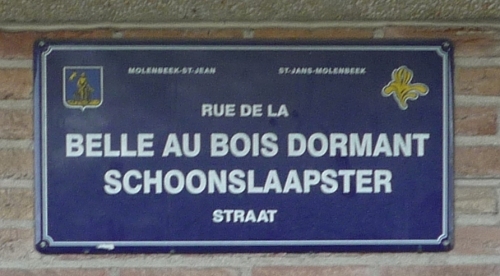 MOLENBEEK-ST-JEAN ST-JANS-MOLENBEEK
RUE DE LA
BELLE AU BOIS DORMANT
SCHOONSLAAPSTER
STRAAT